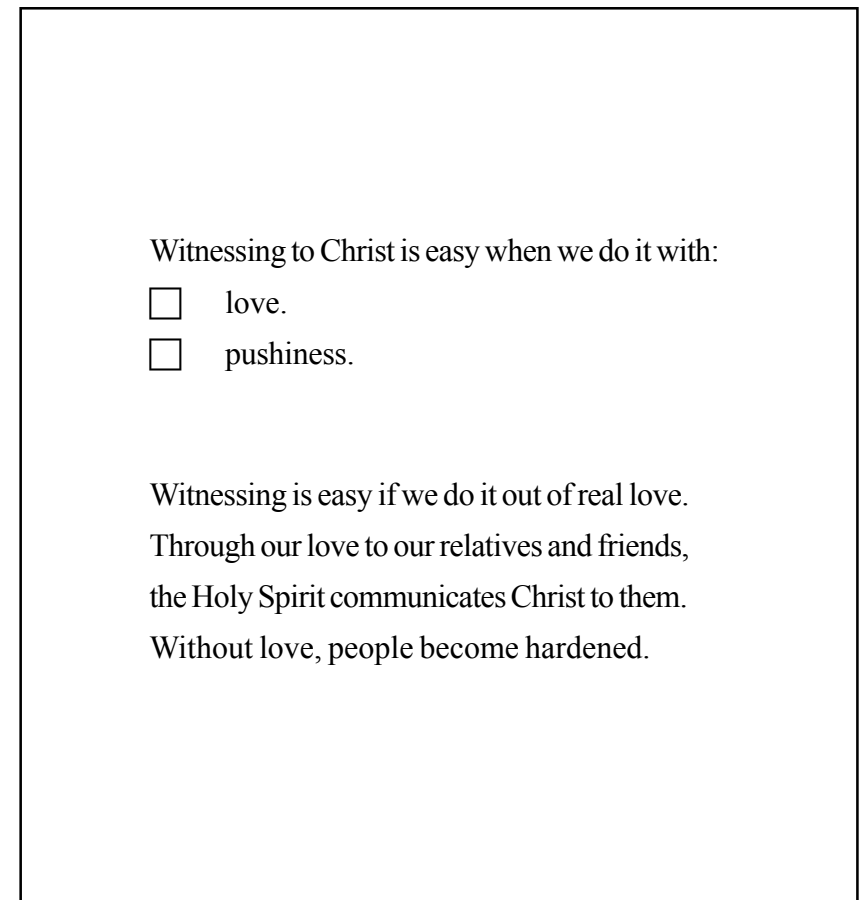 Witnessing to Christ is easy when we do it with:
love.
pushiness.
Witnessing is easy if we do it out of real love.
Through our love to our relatives and friends,
the Holy Spirit communicates Christ to them.
Without love, people become hardened.